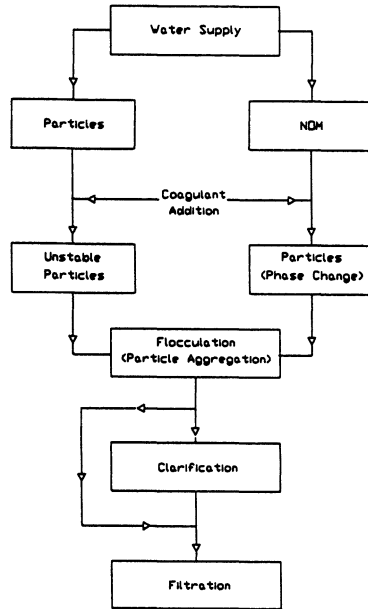 Water Supply
Particles
NOM
Coagulant
Addition
Unstable
Particles
Particles
(Phase Change)
Flocculation
(Particle Aggregation)
Clarification
Filtration